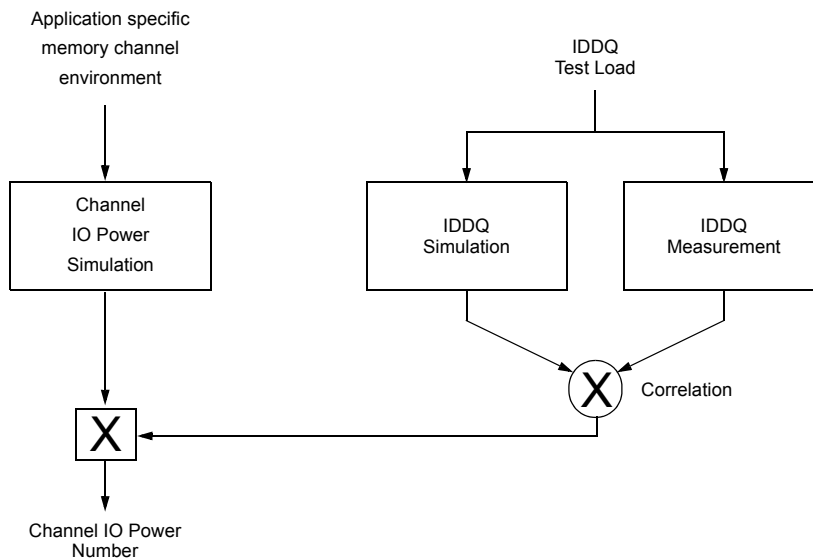 Application specific
memory channel
environment
IDDQ
Test Load
Channel
IO Power
Simulation
IDDQ
Simulation
IDDQ
Measurement
X
Correlation
X
Channel IO Power
Number